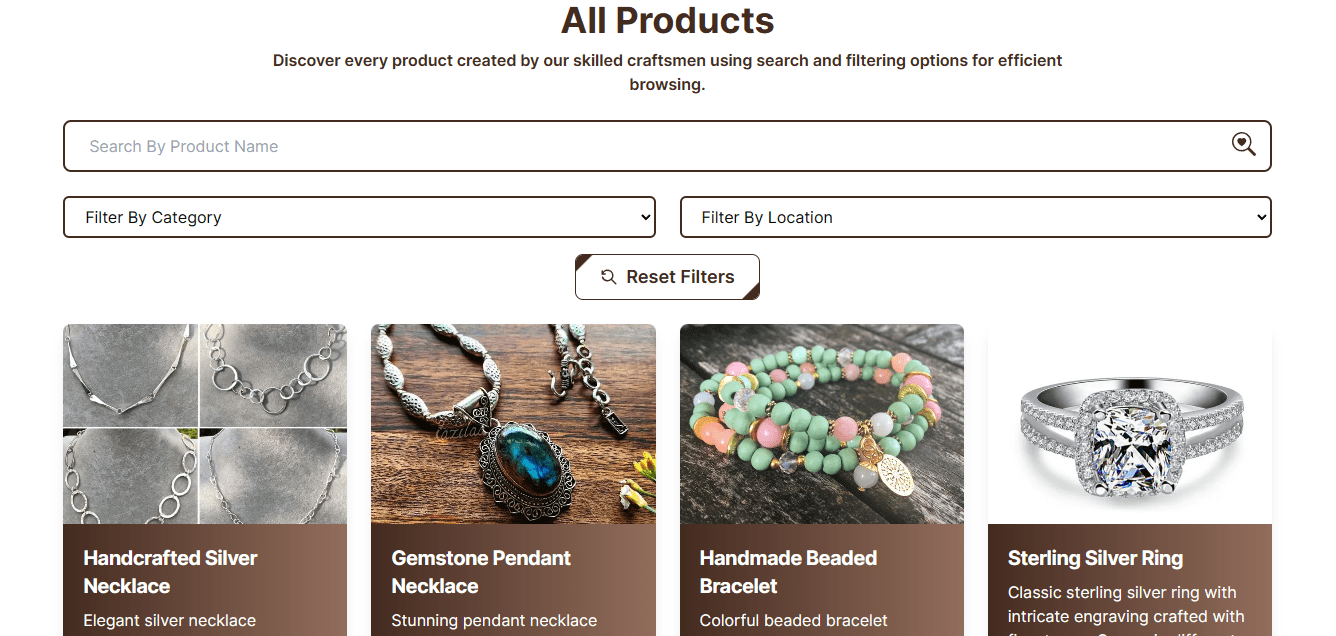 All Products
Discover every product created by our skilled craftsmen using search and filtering options for efficient
browsing.
Search By Product Name
Filter By Category
Filter By Location
Reset Filters
Handcrafted Silver
Necklace
Elegant silver necklace
Gemstone Pendant
Necklace
Stunning pendant necklace
Handmade Beaded
Bracelet
Colorful beaded bracelet
Sterling Silver Ring
Classic sterling silver ring with
intricate engraving crafted with